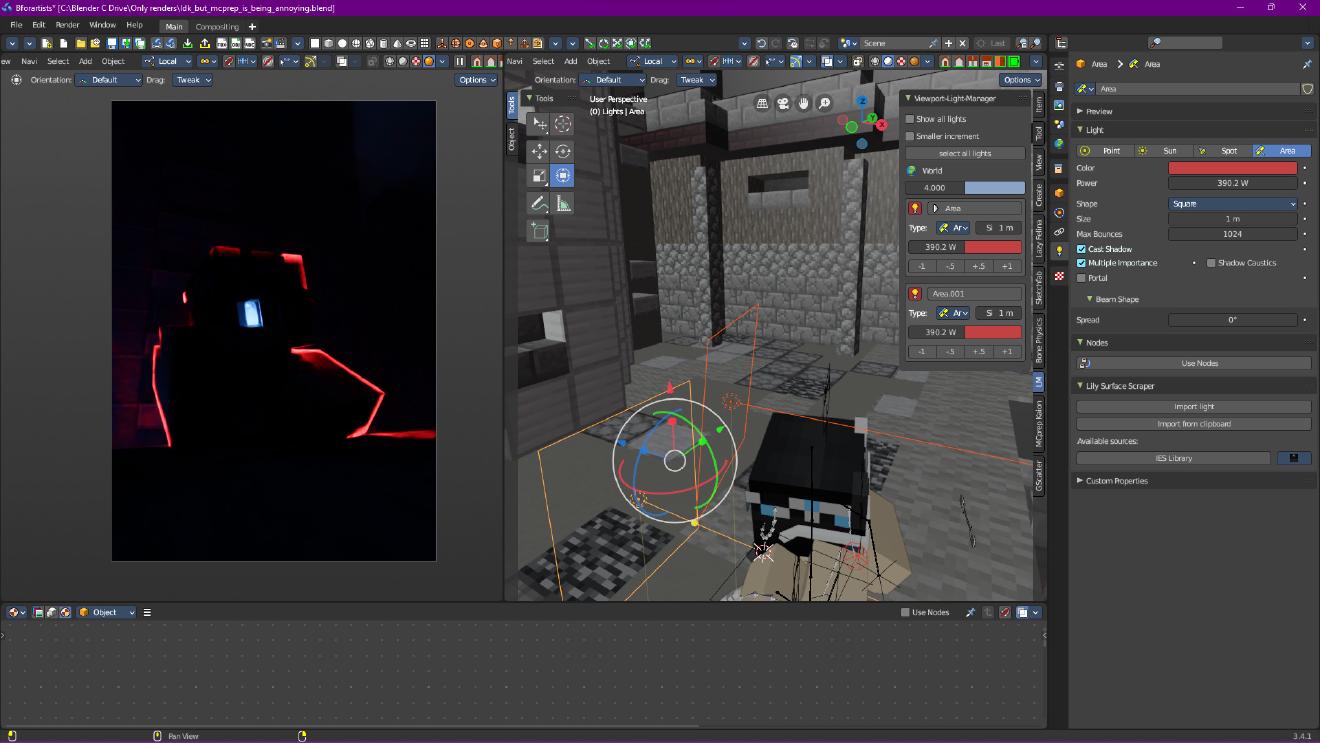 Bforartists* [C:\Blender C Drive\Only renders\Idk_but_mcprep_is_being_annoying.blend]
File Edit Render Window Help Main Compositing +
Scene Last
ew Navi Select Add Object Local
Navi Select Add Object Local
Orientation: Default Drag: Tweak Options
Orientation: Default Drag: Tweak Options
Tools
Object
Tools
User Perspective
(0) Lights | Area
Z
Y
X
Viewport-Light-Manager
Show all lights
Smaller increment
select all lights
World
4.000
Area
Type: Ar Si 1 m
390.2 W
-1 -.5 +.5 +1
Area.001
Type: Ar Si 1 m
390.2 W
-1 -.5 +.5 +1
Item
Tool
View
Create
Lazy Felina
Sketchfab
Bone Physics
LM
MCprep Kaion
GScatter
Area Area
Area
Preview
Light
Point Sun Spot Area
Color
Power 390.2 W
Shape Square
Size 1 m
Max Bounces 1024
Cast Shadow
Multiple Importance Shadow Caustics
Portal
Beam Shape
Spread 0°
Nodes
Use Nodes
Lily Surface Scraper
Import light
Import from clipboard
Available sources:
IES Library
Custom Properties
Object Use Nodes
Pan View 3.4.1